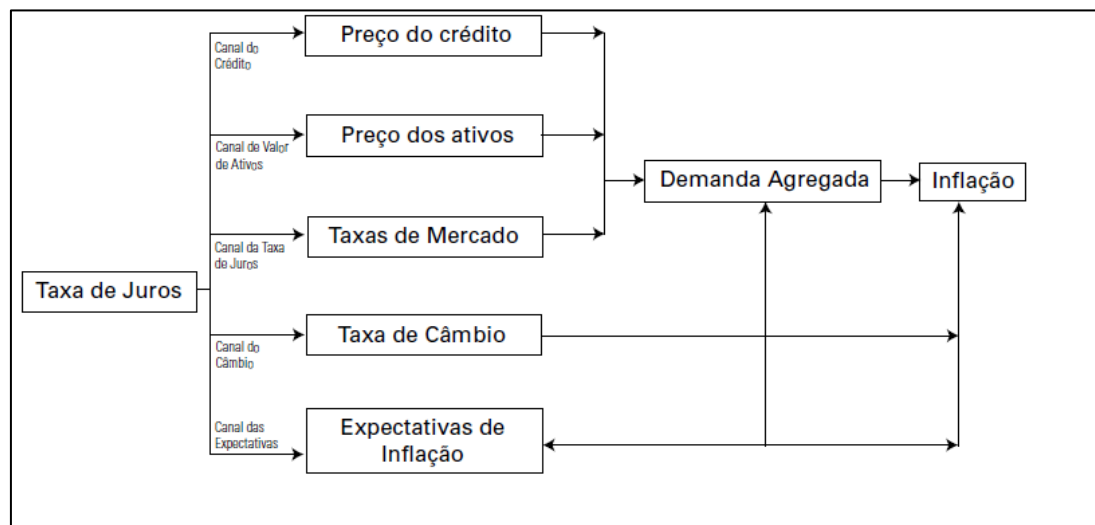 Canal do
Crédito
Preço do crédito
Canal de Valor
de Ativos
Preço dos ativos
Demanda Agregada
Inflação
Canal da Taxa
de Juros
Taxas de Mercado
Taxa de Juros
Canal do
Câmbio
Taxa de Câmbio
Canal das
Expectativas
Expectativas de
Inflação